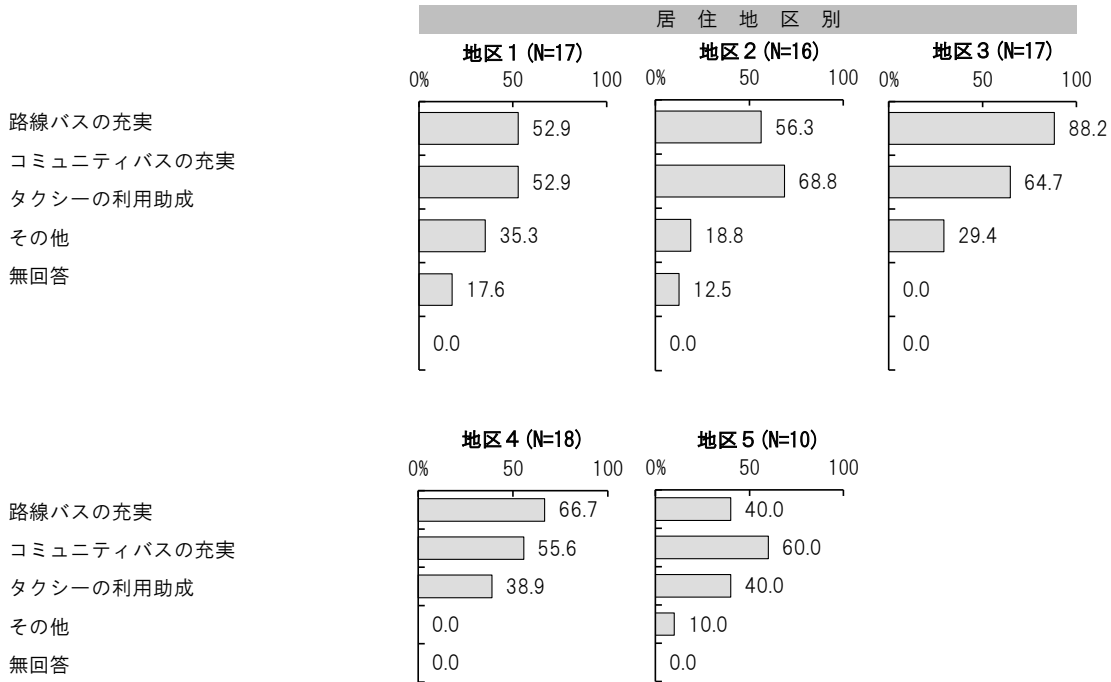 居住地区別
地区1 (N=17) 地区2 (N=16) 地区3 (N=17)
0% 50 100 0% 50 100 0% 50 100
路線バスの充実 52.9 56.3 88.2
コミュニティバスの充実 52.9 68.8 64.7
タクシーの利用助成 35.3 18.8 29.4
その他 17.6 12.5 0.0
無回答 0.0 0.0 0.0
地区4 (N=18) 地区5 (N=10)
0% 50 100 0% 50 100
路線バスの充実 66.7 40.0
コミュニティバスの充実 55.6 60.0
タクシーの利用助成 38.9 40.0
その他 0.0 10.0
無回答 0.0 0.0